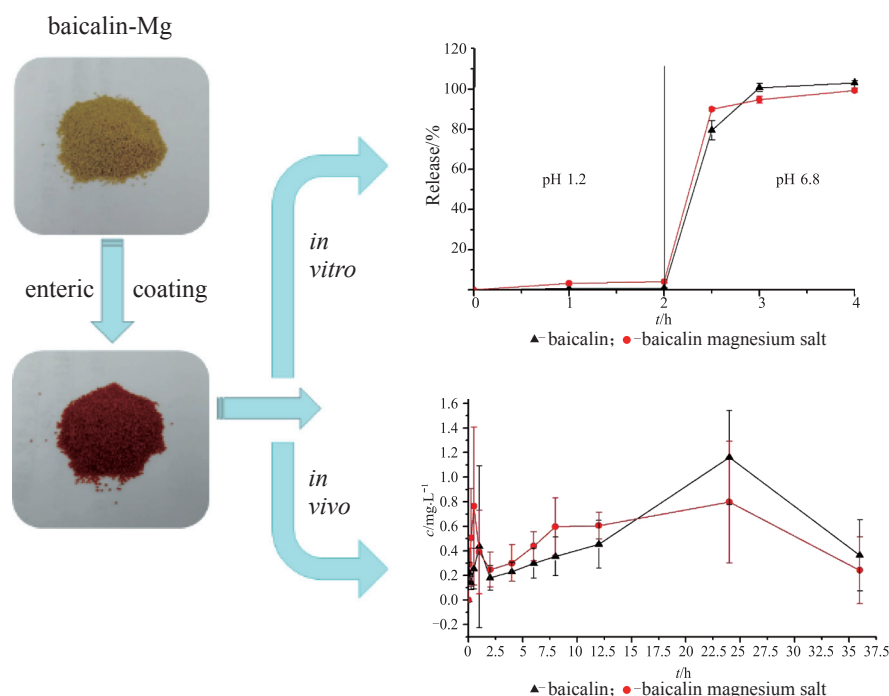 baicalin-Mg
enteric coating
in
vitro
in
vivo
120
100
80
60
40
20
Release/%
pH 1.2
pH 6.8
0
1
2
3
4
t/h
▲-baicalin; ●-baicalin magnesium salt
1.6
1.4
1.2
1.0
0.8
0.6
0.4
0.2
0.0
−0.2
c/mg·L⁻¹
0 2.5 5 7.5 10 12.5 15 17.5 20 22.5 25 27.5 30 32.5 35 37.5
t/h
▲-baicalin; ●-baicalin magnesium salt